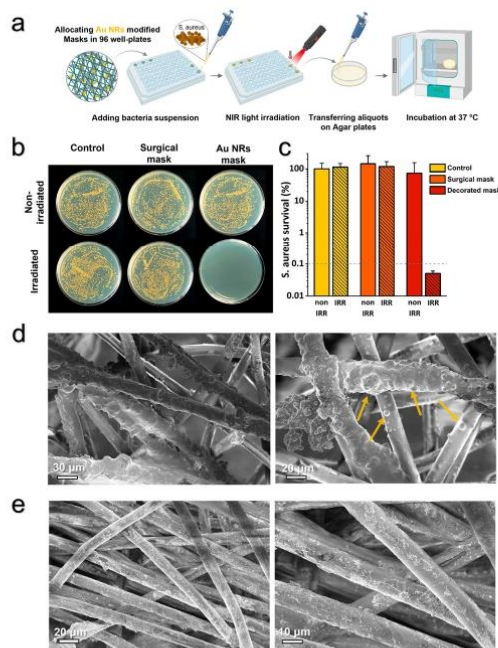 a
Allocating Au NRs modified
Masks in 96 well-plates
S. aureus
Adding bacteria suspension
NIR light irradiation
Transferring aliquots
on Agar plates
Incubation at 37 °C
b
Control
Surgical
mask
Au NRs
mask
Non-
irradiated
Irradiated
c
S. aureus survival (%)
100
10
1
0.1
0.01
Control
Surgical mask
Decorated mask
non
IRR
IRR
non
IRR
IRR
non
IRR
IRR
d
30 µm
20 µm
e
20 µm
10 µm